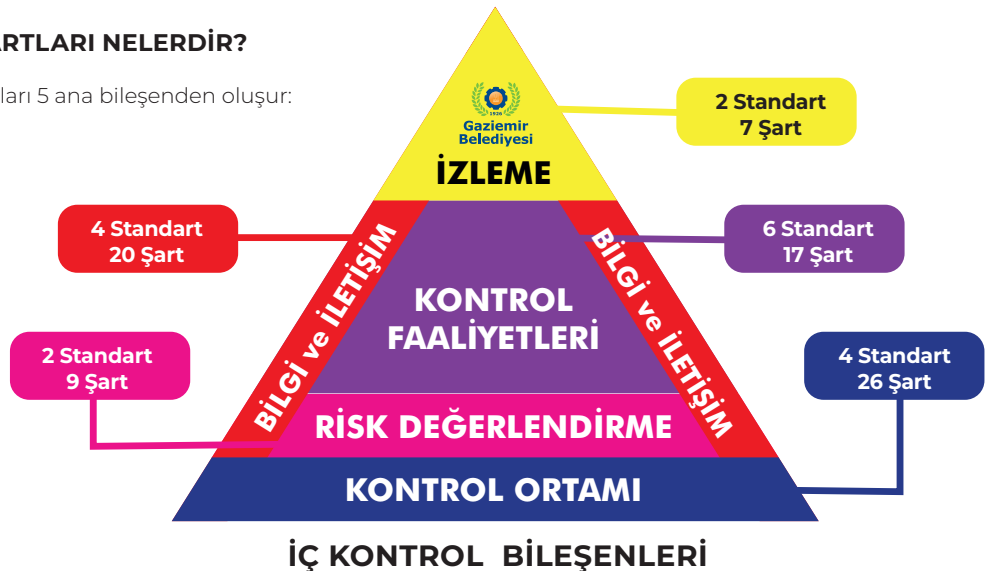 ARTLARI NELERDİR?
ları 5 ana bileşenden oluşur:
1926
Gaziemir
Belediyesi
İZLEME
2 Standart
7 Şart
4 Standart
20 Şart
6 Standart
17 Şart
BİLGİ ve İLETİŞİM
BİLGİ ve İLETİŞİM
KONTROL
FAALİYETLERİ
2 Standart
9 Şart
4 Standart
26 Şart
RİSK DEĞERLENDİRME
KONTROL ORTAMI
İÇ KONTROL BİLEŞENLERİ